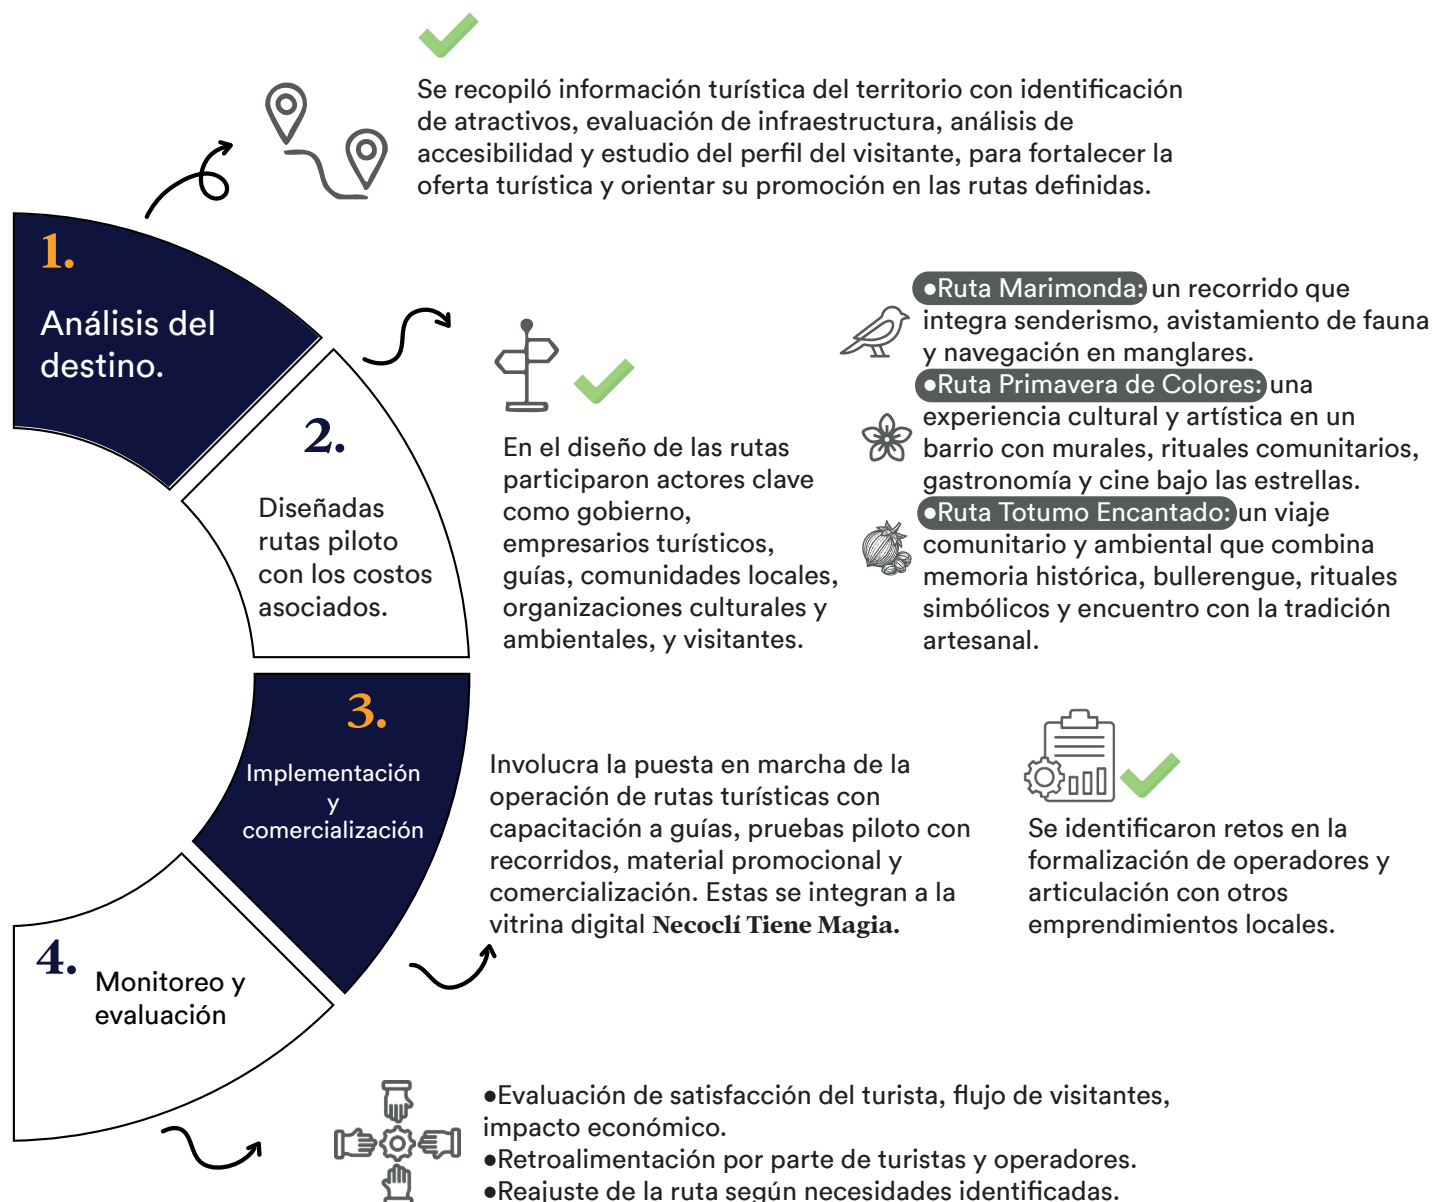 Se recopiló información turística del territorio con identificación
de atractivos, evaluación de infraestructura, análisis de
accesibilidad y estudio del perfil del visitante, para fortalecer la
oferta turística y orientar su promoción en las rutas definidas.
1.
Análisis del
destino.
2.
Diseñadas
rutas piloto
con los costos
asociados.
En el diseño de las rutas
participaron actores clave
como gobierno,
empresarios turísticos,
guías, comunidades locales,
organizaciones culturales y
ambientales, y visitantes.
•Ruta Marimonda: un recorrido que
integra senderismo, avistamiento de fauna
y navegación en manglares.
•Ruta Primavera de Colores: una
experiencia cultural y artística en un
barrio con murales, rituales comunitarios,
gastronomía y cine bajo las estrellas.
•Ruta Totumo Encantado: un viaje
comunitario y ambiental que combina
memoria histórica, bullerengue, rituales
simbólicos y encuentro con la tradición
artesanal.
3.
Implementación
y
comercialización
Involucra la puesta en marcha de la
operación de rutas turísticas con
capacitación a guías, pruebas piloto con
recorridos, material promocional y
comercialización. Estas se integran a la
vitrina digital Necoclí Tiene Magia.
Se identificaron retos en la
formalización de operadores y
articulación con otros
emprendimientos locales.
4.
Monitoreo y
evaluación
•Evaluación de satisfacción del turista, flujo de visitantes,
impacto económico.
•Retroalimentación por parte de turistas y operadores.
•Reajuste de la ruta según necesidades identificadas.